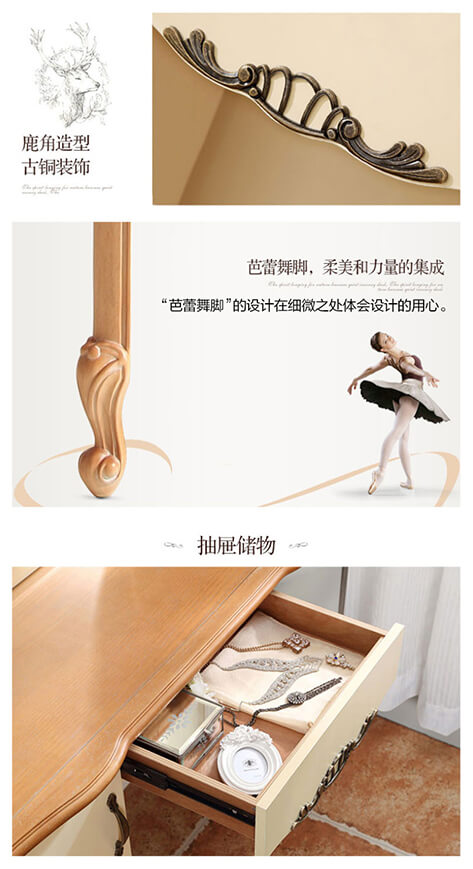 鹿角造型
古铜装饰
芭蕾舞脚，柔美和力量的集成
“芭蕾舞脚”的设计在细微之处体会设计的用心。
抽屉储物